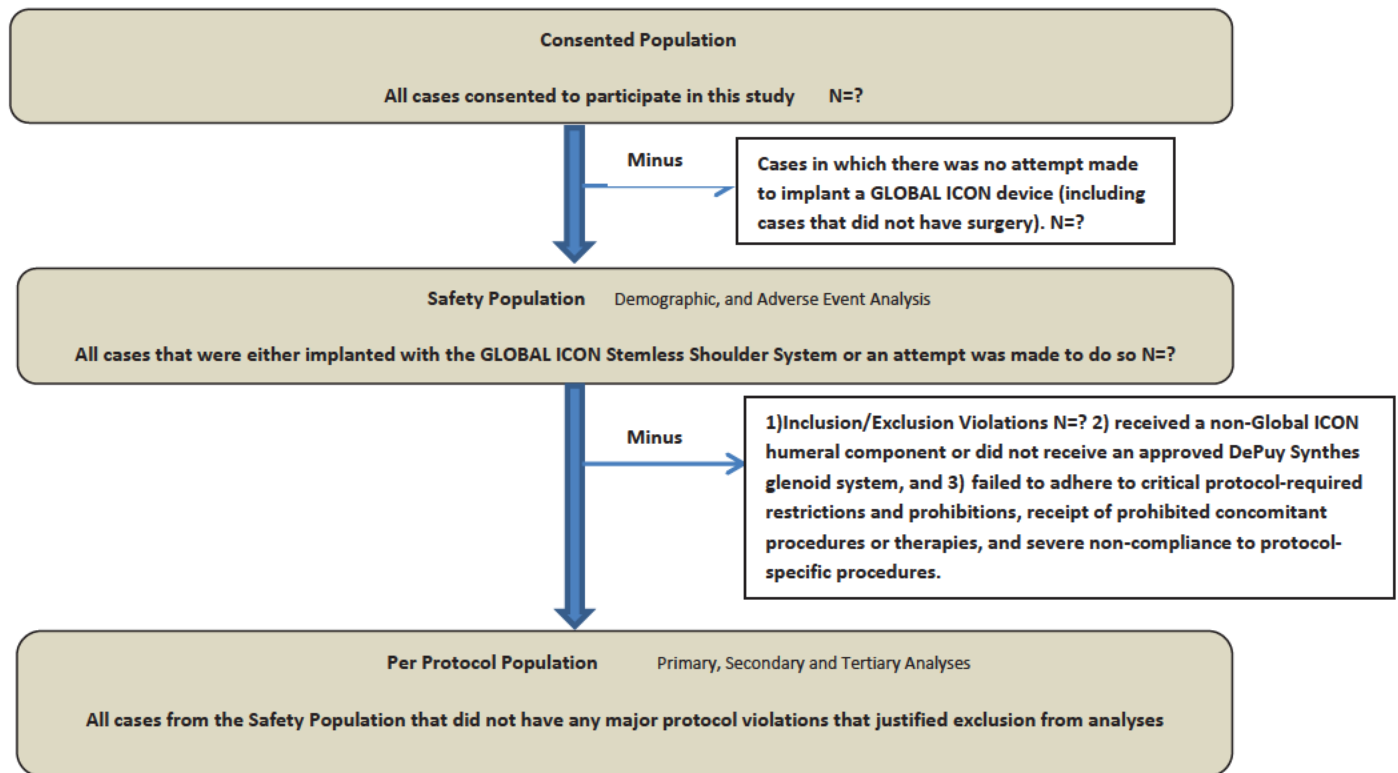 Consented Population
All cases consented to participate in this study N=?
Minus
Cases in which there was no attempt made
to implant a GLOBAL ICON device (including
cases that did not have surgery). N=?
Safety Population Demographic, and Adverse Event Analysis
All cases that were either implanted with the GLOBAL ICON Stemless Shoulder System or an attempt was made to do so N=?
Minus
1)Inclusion/Exclusion Violations N=? 2) received a non-Global ICON
humeral component or did not receive an approved DePuy Synthes
glenoid system, and 3) failed to adhere to critical protocol-required
restrictions and prohibitions, receipt of prohibited concomitant
procedures or therapies, and severe non-compliance to protocol-
specific procedures.
Per Protocol Population Primary, Secondary and Tertiary Analyses
All cases from the Safety Population that did not have any major protocol violations that justified exclusion from analyses